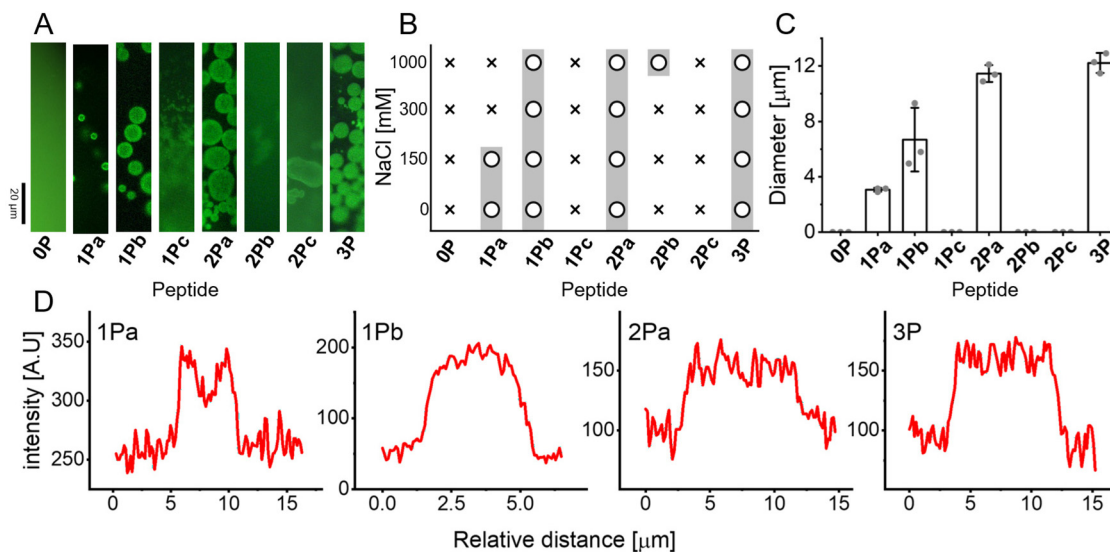 A
20 μm
0P 1Pa 1Pb 1Pc 2Pa 2Pb 2Pc 3P
Peptide
B
NaCl [mM]
1000
300
150
0
0P 1Pa 1Pb 1Pc 2Pa 2Pb 2Pc 3P
Peptide
C
Diameter [μm]
12
8
4
0
0P 1Pa 1Pb 1Pc 2Pa 2Pb 2Pc 3P
Peptide
D
intensity [A.U]
1Pa
350
300
250
0 5 10 15
1Pb
200
100
0
0.0 2.5 5.0
2Pa
150
100
0 5 10 15
3P
150
100
0 5 10 15
Relative distance [μm]